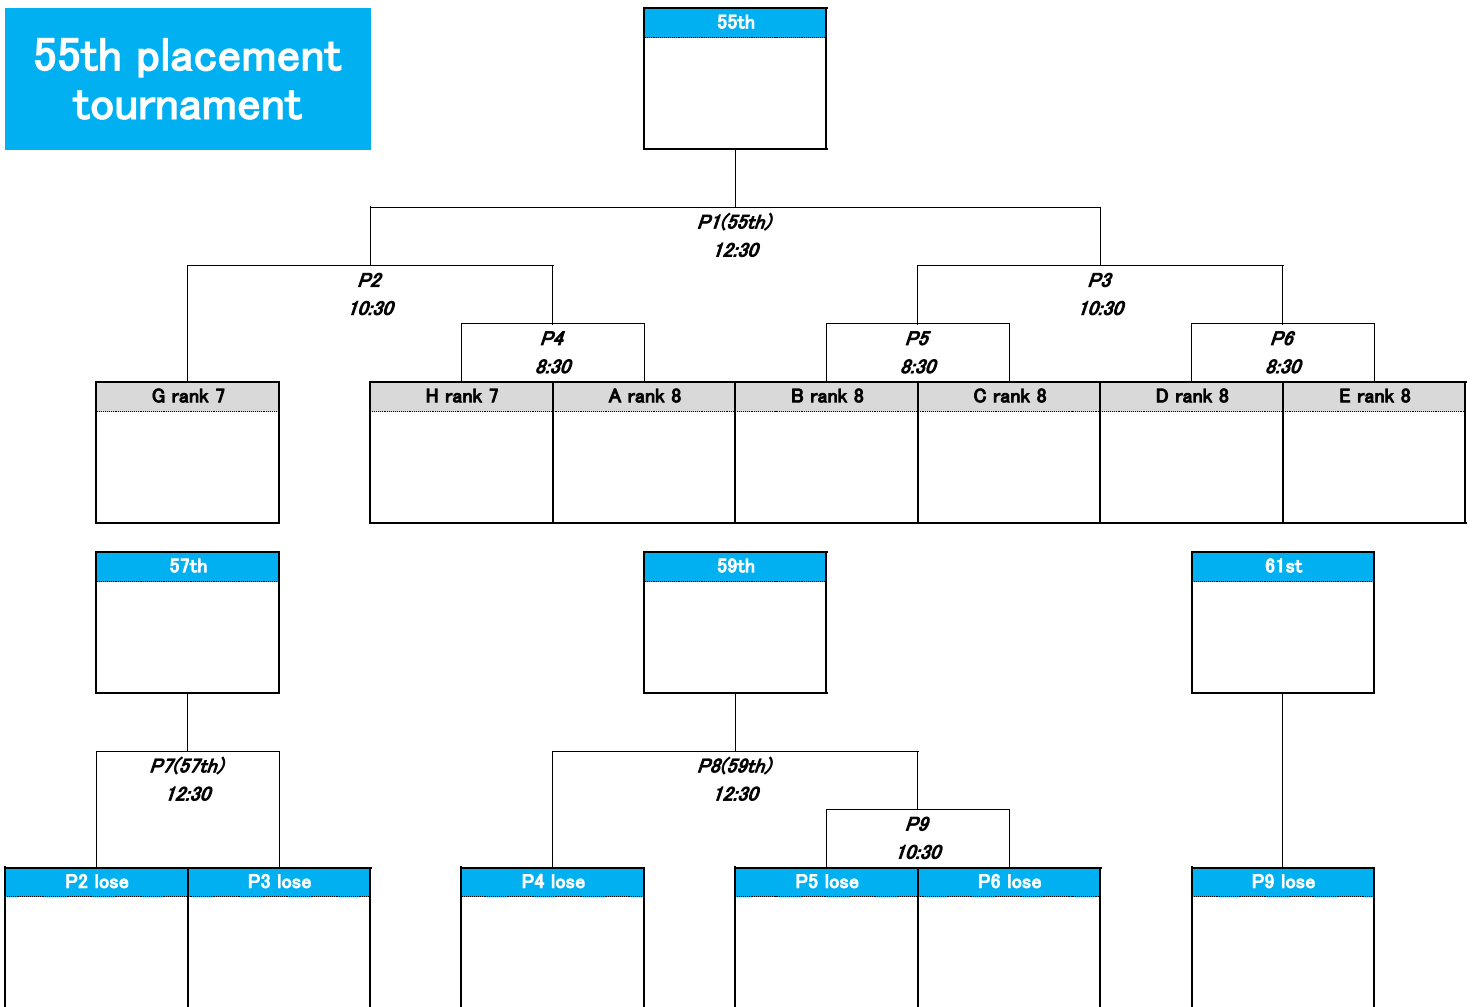 55th placement
tournament
55th
P1(55th)
12:30
P2
10:30
P3
10:30
P4
8:30
P5
8:30
P6
8:30
G rank 7
H rank 7
A rank 8
B rank 8
C rank 8
D rank 8
E rank 8
57th
59th
61st
P7(57th)
12:30
P8(59th)
12:30
P9
10:30
P2 lose
P3 lose
P4 lose
P5 lose
P6 lose
P9 lose